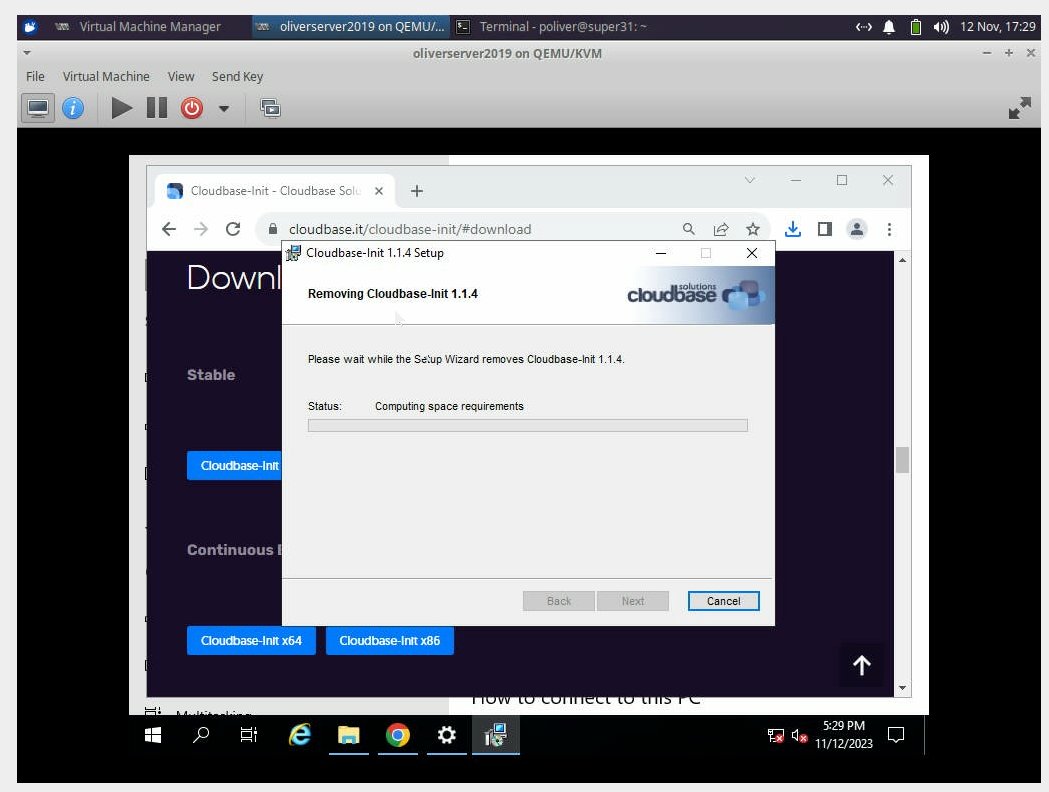 Virtual Machine Manager
oliverserver2019 on QEMU/...
Terminal - poliver@super31: ~
12 Nov, 17:29
oliverserver2019 on QEMU/KVM
File Virtual Machine View Send Key
Cloudbase-Init - Cloudbase Solu
cloudbase.it/cloudbase-init/#download
Cloudbase-Init 1.1.4 Setup
Downl
Removing Cloudbase-Init 1.1.4
cloudbase solutions
Please wait while the Setup Wizard removes Cloudbase-Init 1.1.4.
Stable
Status: Computing space requirements
Cloudbase-Init
Continuous
Back Next Cancel
Cloudbase-Init x64 Cloudbase-Init x86
How to connect to this PC
Multitasking
5:29 PM
11/12/2023